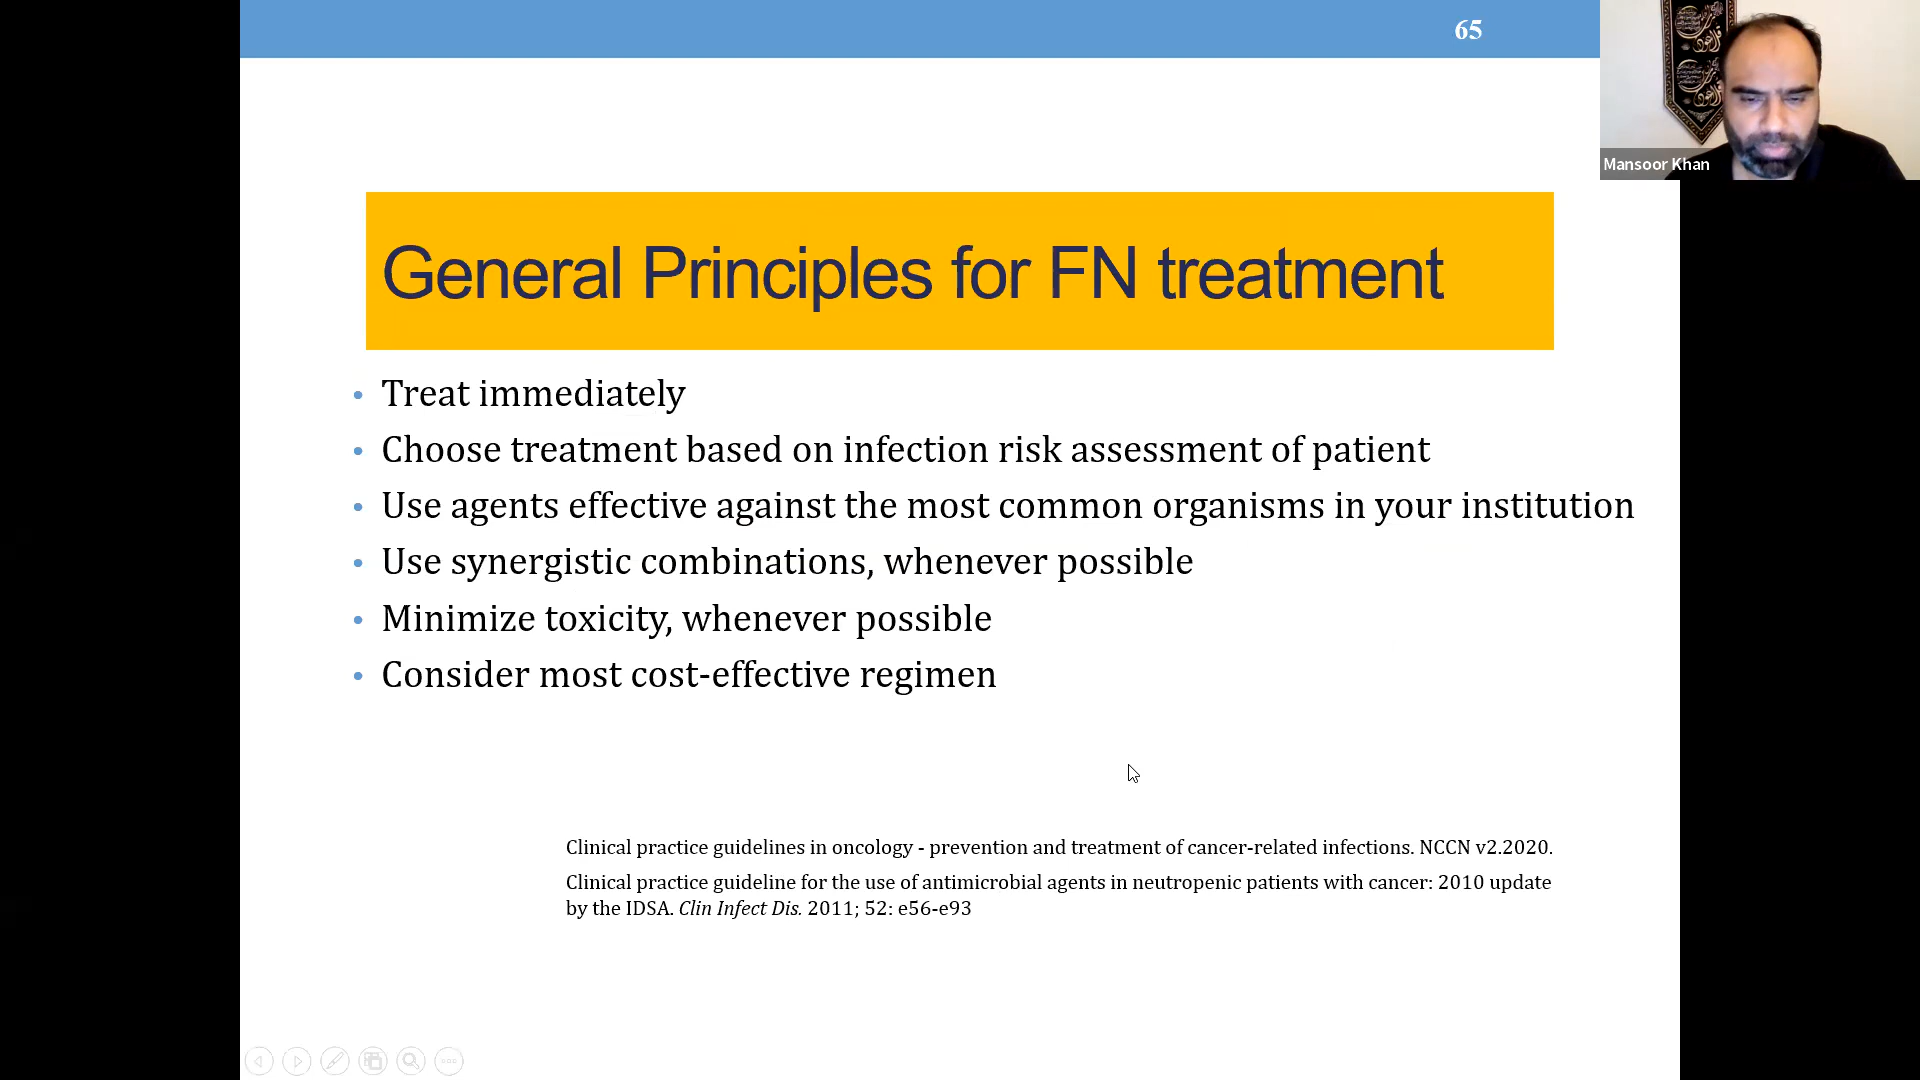 65
Mansoor Khan
General Principles for FN treatment
• Treat immediately
• Choose treatment based on infection risk assessment of patient
• Use agents effective against the most common organisms in your institution
• Use synergistic combinations, whenever possible
• Minimize toxicity, whenever possible
• Consider most cost-effective regimen
Clinical practice guidelines in oncology - prevention and treatment of cancer-related infections. NCCN v2.2020.
Clinical practice guideline for the use of antimicrobial agents in neutropenic patients with cancer: 2010 update
by the IDSA. Clin Infect Dis. 2011; 52: e56-e93